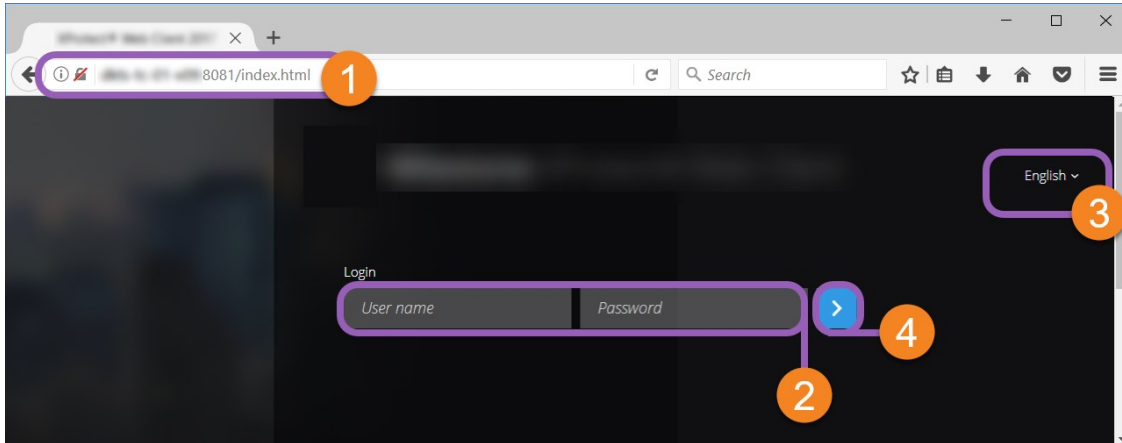 8081/index.html
Search
1
English
3
Login
User name
Password
4
2